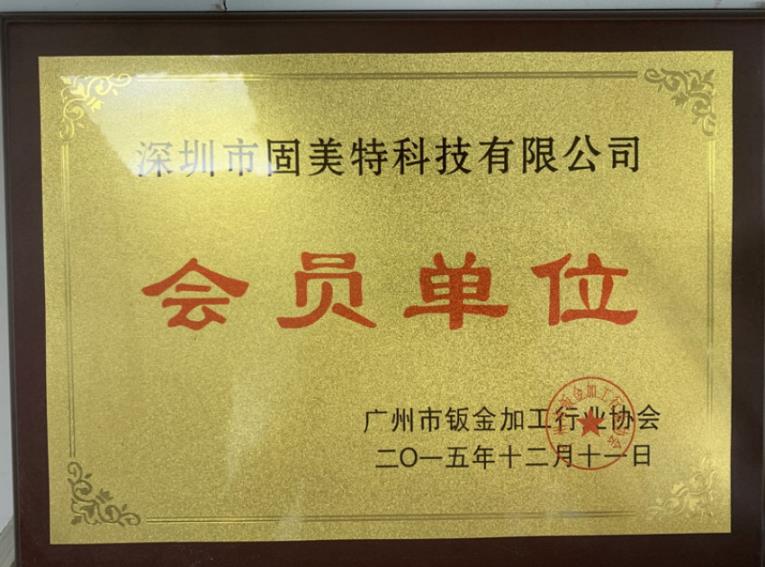 深圳市固美特科技有限公司
会员单位
广州市钣金加工行业协会
二〇一五年十二月十一日